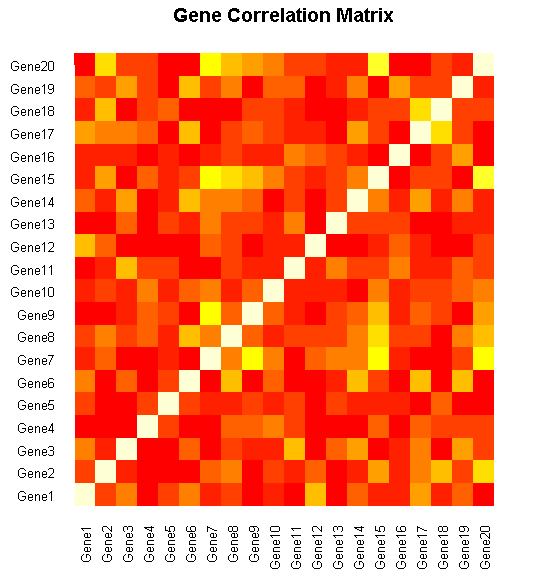 Gene Correlation Matrix
Gene20
Gene19
Gene18
Gene17
Gene16
Gene15
Gene14
Gene13
Gene12
Gene11
Gene10
Gene9
Gene8
Gene7
Gene6
Gene5
Gene4
Gene3
Gene2
Gene1
Gene1
Gene2
Gene3
Gene4
Gene5
Gene6
Gene7
Gene8
Gene9
Gene10
Gene11
Gene12
Gene13
Gene14
Gene15
Gene16
Gene17
Gene18
Gene19
Gene20